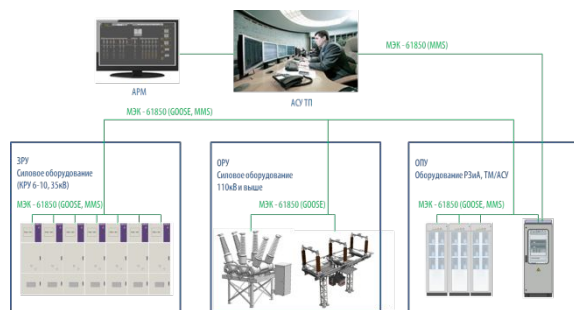 МЭК - 61850 (MMS)
АРМ
АСУ ТП
МЭК - 61850 (GOOSE, MMS)
ЗРУ
Силовое оборудование
(КРУ 6-10, 35кВ)
МЭК - 61850 (GOOSE, MMS)
ОРУ
Силовое оборудование
110кВ и выше
МЭК - 61850 (GOOSE)
ОПУ
Оборудование РЗиА, ТМ/АСУ
МЭК - 61850 (GOOSE, MMS)